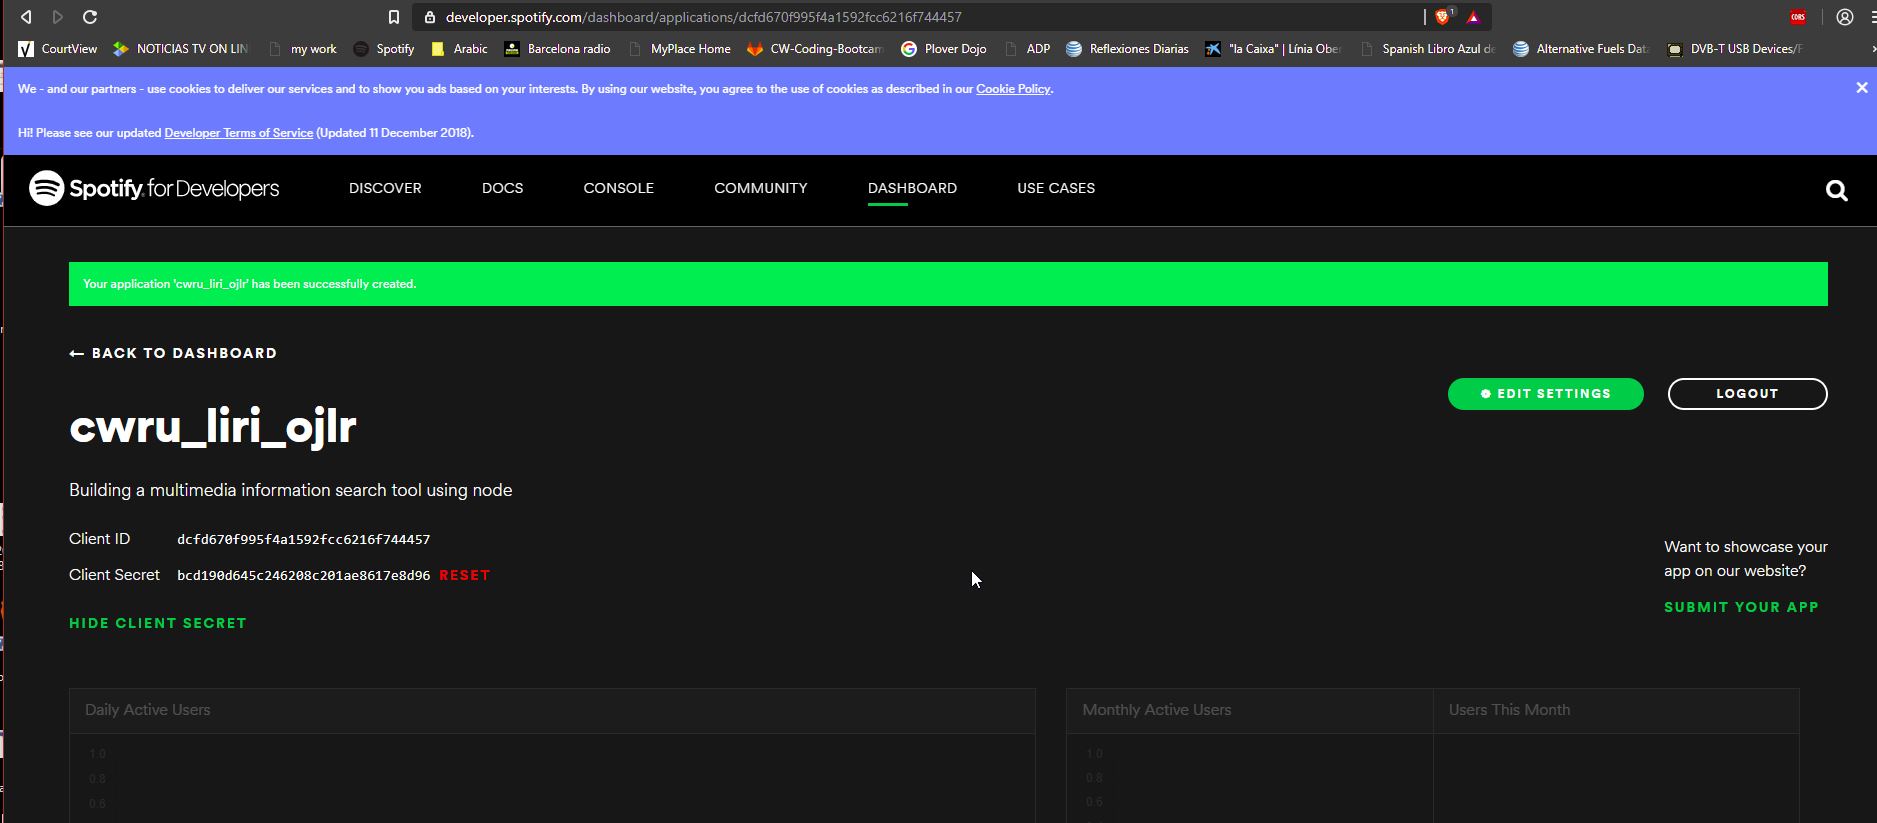 developer.spotify.com/dashboard/applications/dcfd670f995f4a1592fcc6216f744457
1
CORS
CourtView NOTICIAS TV ON LIN my work Spotify Arabic Barcelona radio MyPlace Home CW-Coding-Bootcam Plover Dojo ADP Reflexiones Diarias "la Caixa" | Línia Ober Spanish Libro Azul de Alternative Fuels Data DVB-T USB Devices/F
We - and our partners - use cookies to deliver our services and to show you ads based on your interests. By using our website, you agree to the use of cookies as described in our Cookie Policy.
Hi! Please see our updated Developer Terms of Service (Updated 11 December 2018).
Spotify for Developers DISCOVER DOCS CONSOLE COMMUNITY DASHBOARD USE CASES
Your application 'cwru_liri_ojlr' has been successfully created.
← BACK TO DASHBOARD
EDIT SETTINGS LOGOUT
cwru_liri_ojlr
Building a multimedia information search tool using node
Client ID dcfd670f995f4a1592fcc6216f744457
Client Secret bcd190d645c246208c201ae8617e8d96 RESET
HIDE CLIENT SECRET
Want to showcase your
app on our website?
SUBMIT YOUR APP
Daily Active Users
1.0
0.8
0.6
Monthly Active Users
1.0
0.8
0.6
Users This Month